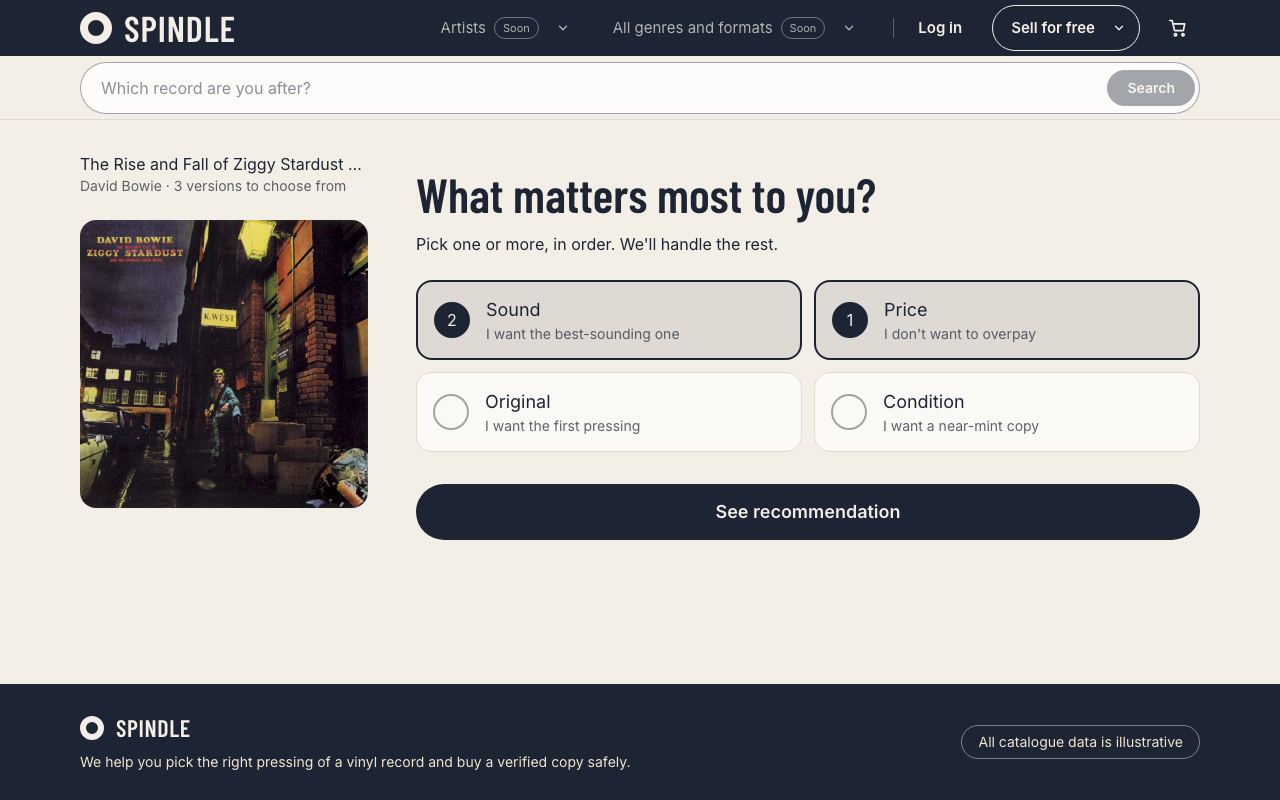 SPINDLE
Artists Soon
All genres and formats Soon
Log in
Sell for free
Which record are you after?
Search
The Rise and Fall of Ziggy Stardust ...
David Bowie · 3 versions to choose from
DAVID BOWIE
ZIGGY STARDUST
K.WEST
What matters most to you?
Pick one or more, in order. We'll handle the rest.
2 Sound
I want the best-sounding one
1 Price
I don't want to overpay
Original
I want the first pressing
Condition
I want a near-mint copy
See recommendation
SPINDLE
We help you pick the right pressing of a vinyl record and buy a verified copy safely.
All catalogue data is illustrative